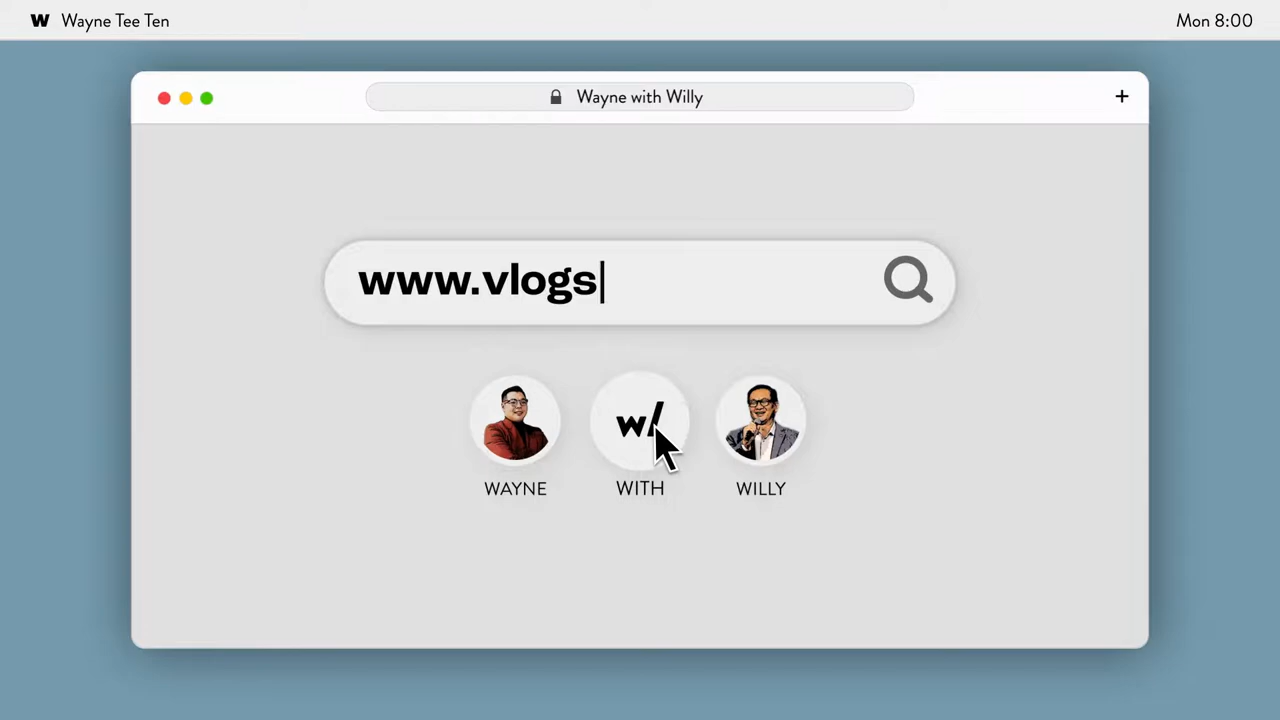 W Wayne Tee Ten
Mon 8:00
Wayne with Willy
+
www.vlogs
w/
WAYNE
WITH
WILLY